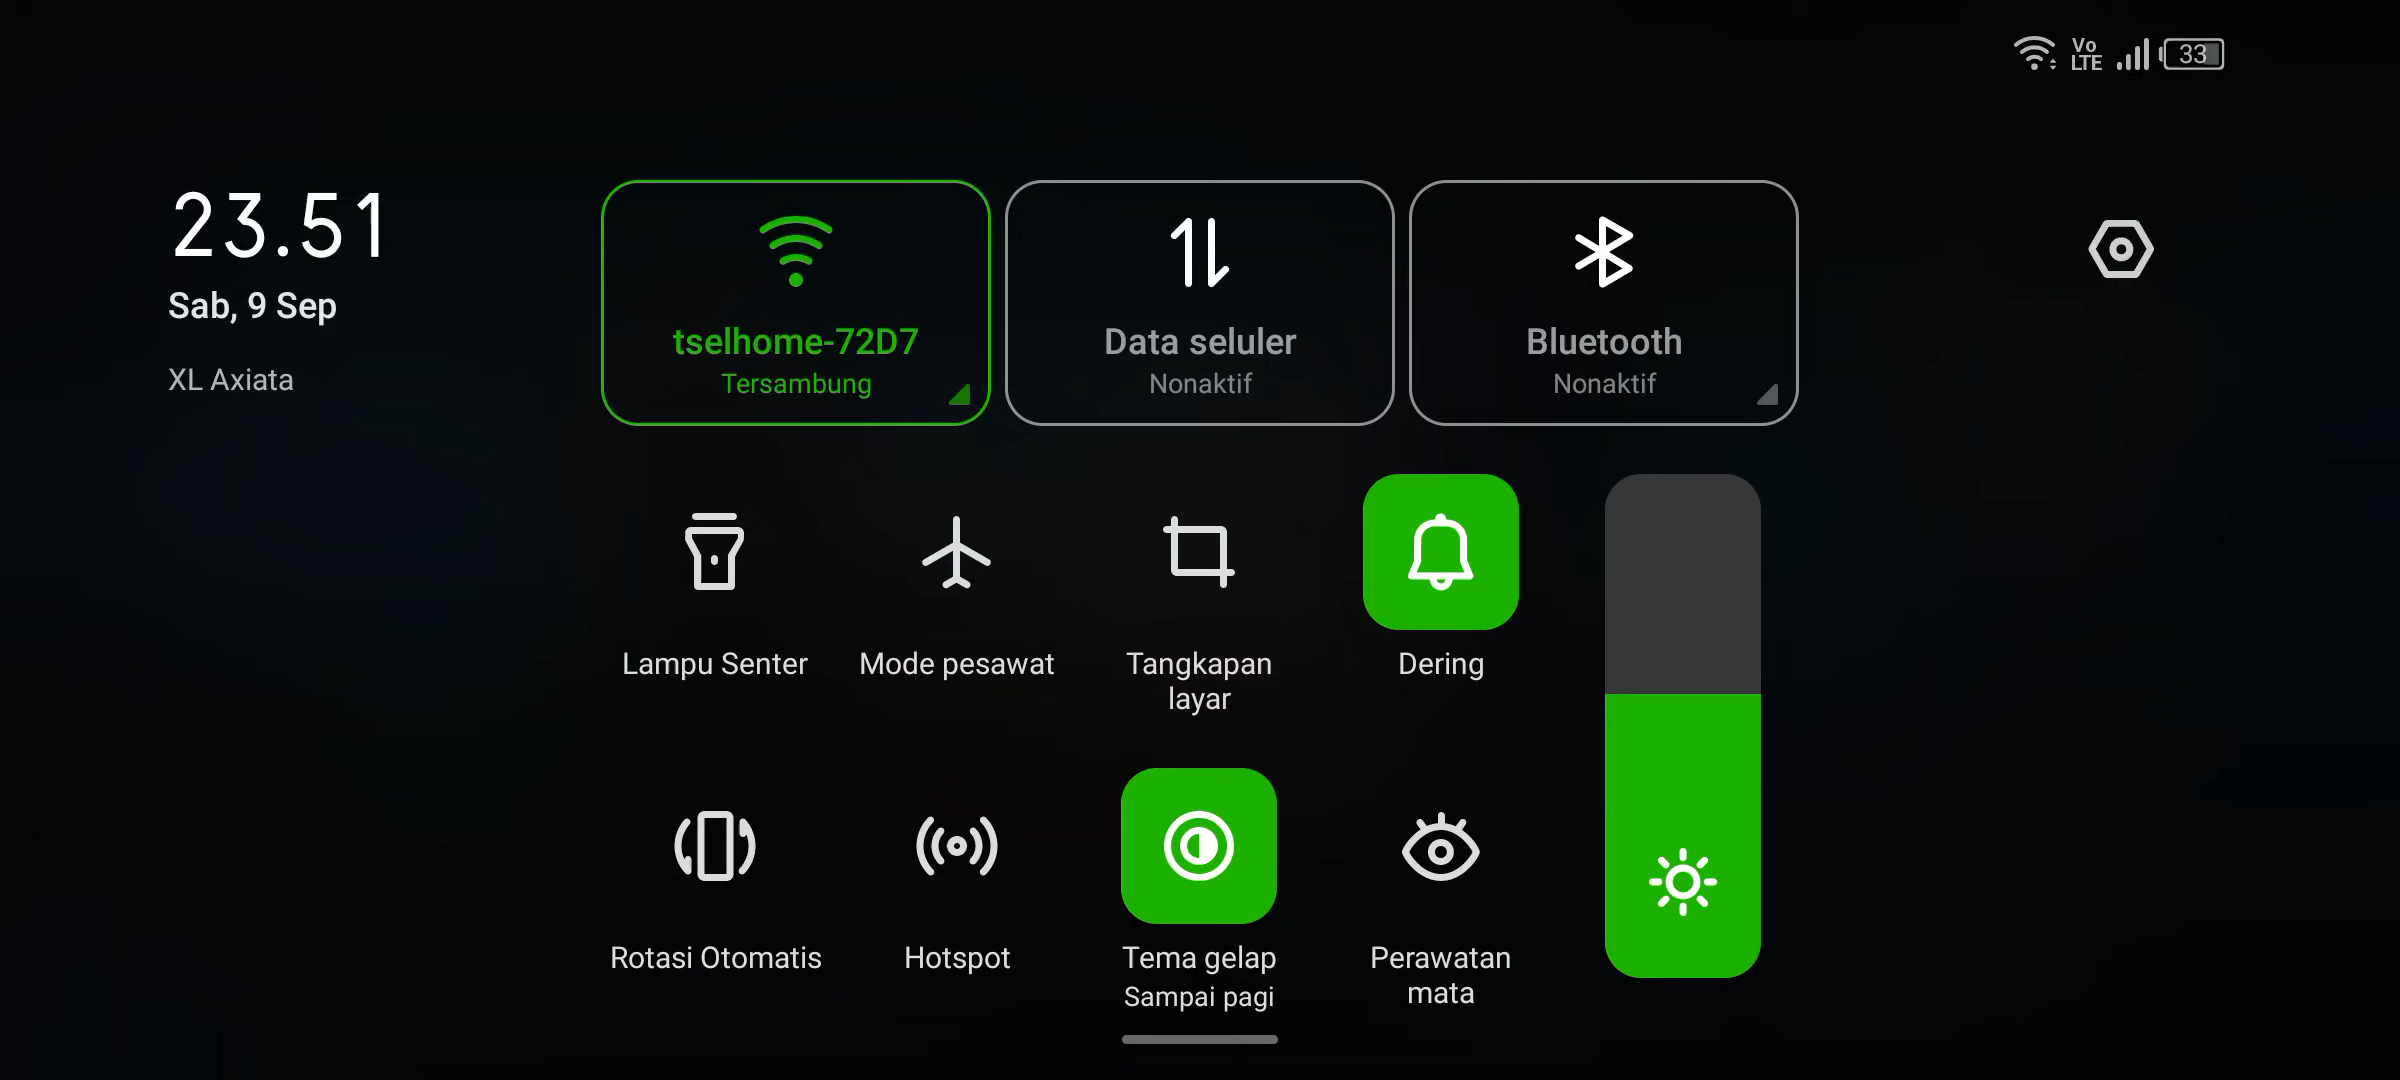 Vo
LTE
33
23.51
Sab, 9 Sep
XL Axiata
tselhome-72D7
Tersambung
Data seluler
Nonaktif
Bluetooth
Nonaktif
Lampu Senter
Mode pesawat
Tangkapan
layar
Dering
Rotasi Otomatis
Hotspot
Tema gelap
Sampai pagi
Perawatan
mata